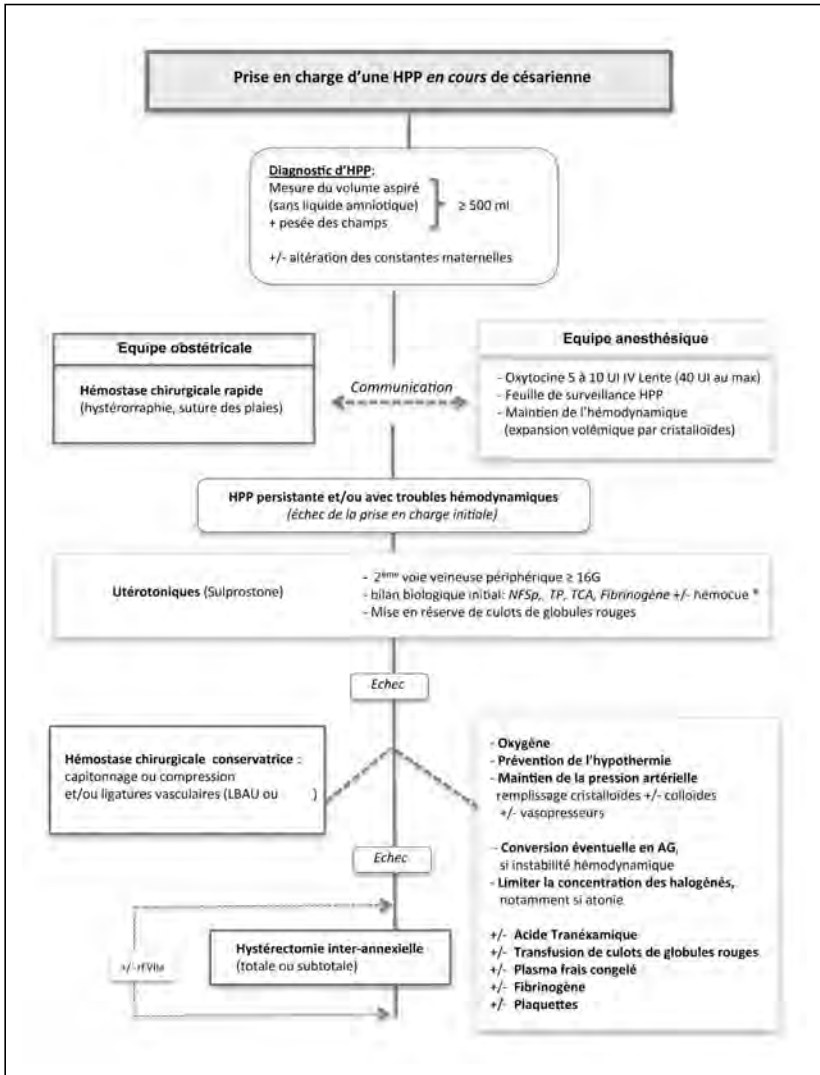 Prise en charge d'une HPP en cours de césarienne
Diagnostic d'HPP:
Mesure du volume aspiré
(sans liquide amniotique)
+ pesée des champs
≥ 500 ml
+/- altération des constantes maternelles
Equipe obstétricale
Hémostase chirurgicale rapide
(hystérorraphie, suture des plaies)
Communication
Equipe anesthésique
- Oxytocine 5 à 10 UI IV Lente (40 UI au max)
- Feuille de surveillance HPP
- Maintien de l'hémodynamique
(expansion volémique par cristalloïdes)
HPP persistante et/ou avec troubles hémodynamiques
(échec de la prise en charge initiale)
Utérotoniques (Sulprostone)
- 2ème voie veineuse périphérique ≥ 16G
- bilan biologique initial: NFSp, TP, TCA, Fibrinogène +/- hémocue ®
- Mise en réserve de culots de globules rouges
Echec
Hémostase chirurgicale conservatrice :
capitonnage ou compression
et/ou ligatures vasculaires (LBAU ou )
- Oxygène
- Prévention de l'hypothermie
- Maintien de la pression artérielle
remplissage cristalloïdes +/- colloïdes
+/- vasopresseurs
- Conversion éventuelle en AG,
si instabilité hémodynamique
- Limiter la concentration des halogénés,
notamment si atonie
+/- Acide Tranéxamique
+/- Transfusion de culots de globules rouges
+/- Plasma frais congelé
+/- Fibrinogène
+/- Plaquettes
Echec
Hystérectomie inter-annexielle
(totale ou subtotale)
+/- rFVIIa